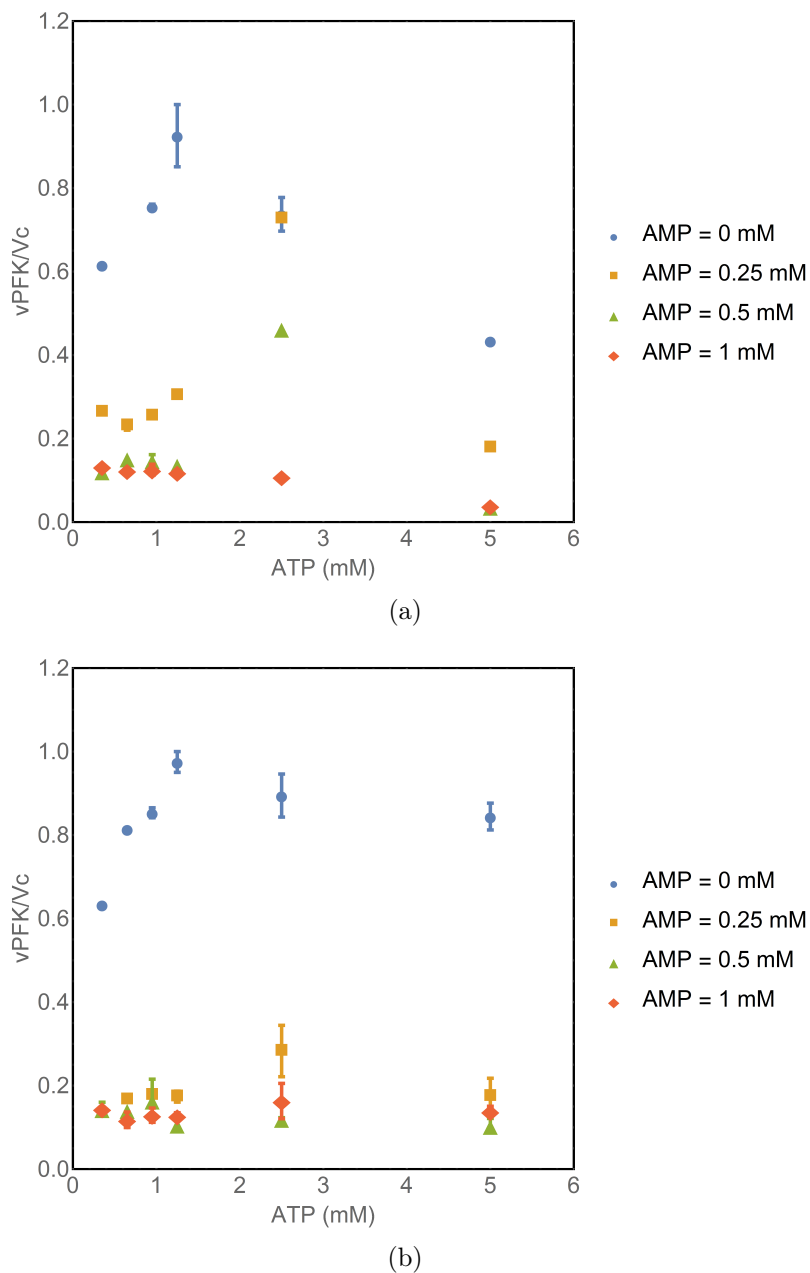 1.2
1.0
0.8
0.6
0.4
0.2
0.0
vPFK/Vc
0 1 2 3 4 5 6
ATP (mM)
AMP = 0 mM
AMP = 0.25 mM
AMP = 0.5 mM
AMP = 1 mM
(a)
1.2
1.0
0.8
0.6
0.4
0.2
0.0
vPFK/Vc
0 1 2 3 4 5 6
ATP (mM)
AMP = 0 mM
AMP = 0.25 mM
AMP = 0.5 mM
AMP = 1 mM
(b)